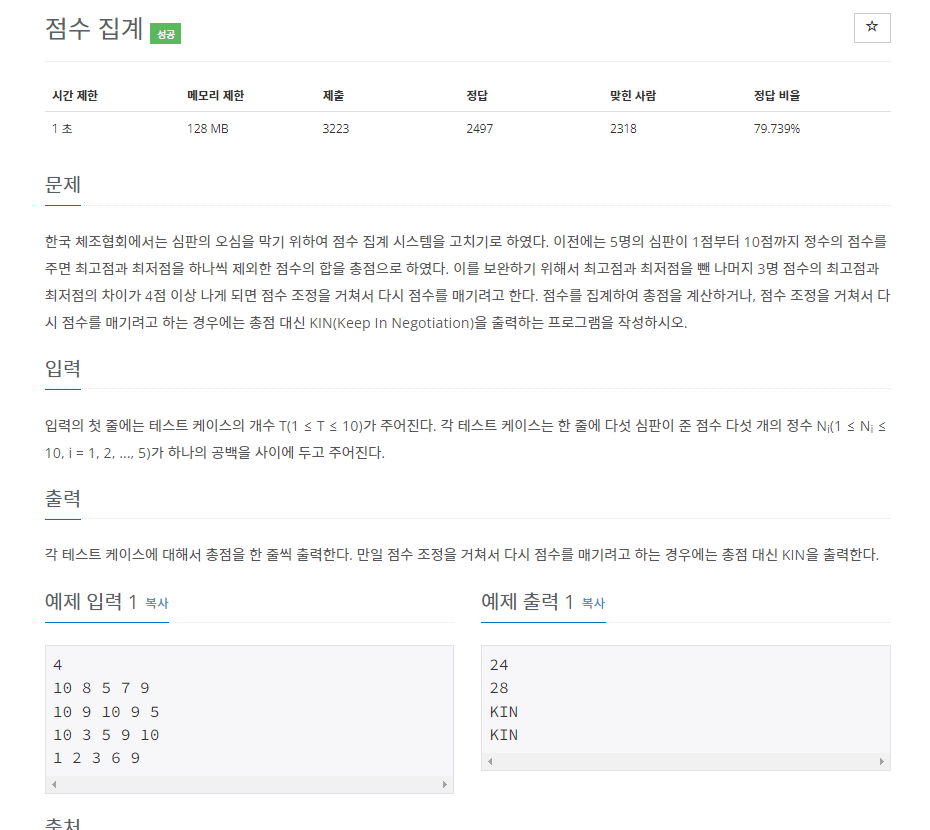 점수 집계 성공
☆
시간 제한 메모리 제한 제출 정답 맞힌 사람 정답 비율
1 초 128 MB 3223 2497 2318 79.739%
문제
한국 체조협회에서는 심판의 오심을 막기 위하여 점수 집계 시스템을 고치기로 하였다. 이전에는 5명의 심판이 1점부터 10점까지 정수의 점수를
주면 최고점과 최저점을 하나씩 제외한 점수의 합을 총점으로 하였다. 이를 보완하기 위해서 최고점과 최저점을 뺀 나머지 3명 점수의 최고점과
최저점의 차이가 4점 이상 나게 되면 점수 조정을 거쳐서 다시 점수를 매기려고 한다. 점수를 집계하여 총점을 계산하거나, 점수 조정을 거쳐서 다
시 점수를 매기려고 하는 경우에는 총점 대신 KIN(Keep In Negotiation)을 출력하는 프로그램을 작성하시오.
입력
입력의 첫 줄에는 테스트 케이스의 개수 T(1 ≤ T ≤ 10)가 주어진다. 각 테스트 케이스는 한 줄에 다섯 심판이 준 점수 다섯 개의 정수 Ni(1 ≤ Ni ≤
10, i = 1, 2, ..., 5)가 하나의 공백을 사이에 두고 주어진다.
출력
각 테스트 케이스에 대해서 총점을 한 줄씩 출력한다. 만일 점수 조정을 거쳐서 다시 점수를 매기려고 하는 경우에는 총점 대신 KIN을 출력한다.
예제 입력 1 복사
4
10 8 5 7 9
10 9 10 9 5
10 3 5 9 10
1 2 3 6 9
예제 출력 1 복사
24
28
KIN
KIN
출처